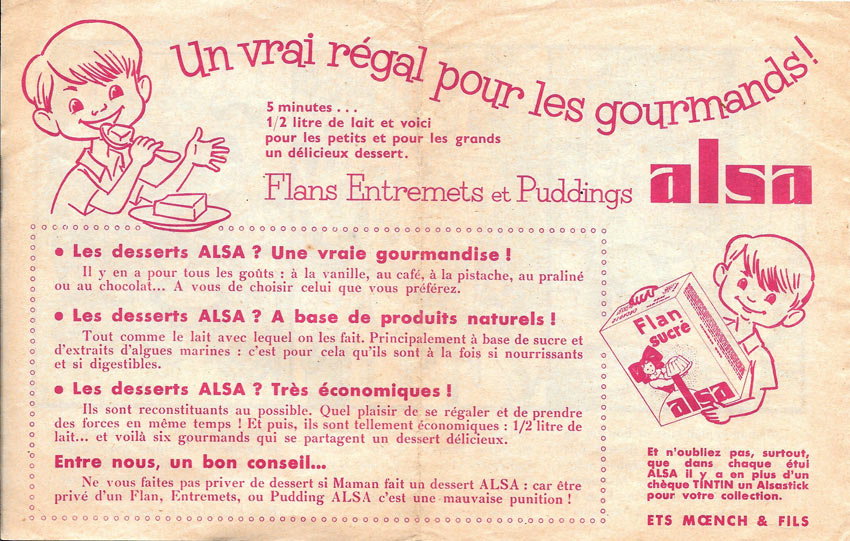 Un vrai régal pour les gourmands!
5 minutes . . .
1/2 litre de lait et voici
pour les petits et pour les grands
un délicieux dessert.
Flans Entremets et Puddings alsa
• Les desserts ALSA ? Une vraie gourmandise !
Il y en a pour tous les goûts : à la vanille, au café, à la pistache, au praliné
ou au chocolat... A vous de choisir celui que vous préférez.
• Les desserts ALSA ? A base de produits naturels !
Tout comme le lait avec lequel on les fait. Principalement à base de sucre et
d'extraits d'algues marines : c'est pour cela qu'ils sont à la fois si nourrissants
et si digestibles.
• Les desserts ALSA ? Très économiques !
Ils sont reconstituants au possible. Quel plaisir de se régaler et de prendre
des forces en même temps ! Et puis, ils sont tellement économiques : 1/2 litre de
lait... et voilà six gourmands qui se partagent un dessert délicieux.
Entre nous, un bon conseil...
Ne vous faites pas priver de dessert si Maman fait un dessert ALSA : car être
privé d'un Flan, Entremets, ou Pudding ALSA c'est une mauvaise punition !
Flan
sucré
alsa
Et n'oubliez pas, surtout,
que dans chaque étui
ALSA il y a en plus d'un
chèque TINTIN un Alsastick
pour votre collection.
ETS MŒNCH & FILS